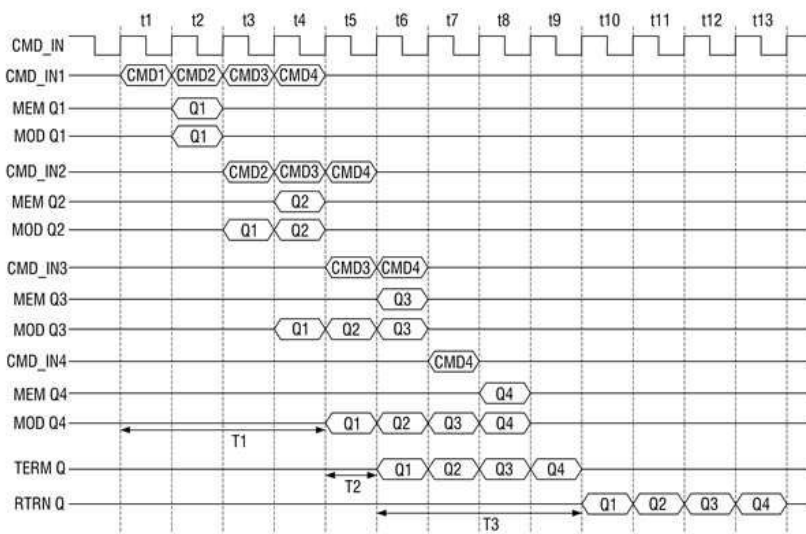 t1 t2 t3 t4 t5 t6 t7 t8 t9 t10 t11 t12 t13
CMD_IN
CMD_IN1 CMD1 CMD2 CMD3 CMD4
MEM Q1 Q1
MOD Q1 Q1
CMD_IN2 CMD2 CMD3 CMD4
MEM Q2 Q2
MOD Q2 Q1 Q2
CMD_IN3 CMD3 CMD4
MEM Q3 Q3
MOD Q3 Q1 Q2 Q3
CMD_IN4 CMD4
MEM Q4 Q4
MOD Q4 Q1 Q2 Q3 Q4
T1
TERM Q Q1 Q2 Q3 Q4
T2
RTRN Q Q1 Q2 Q3 Q4
T3